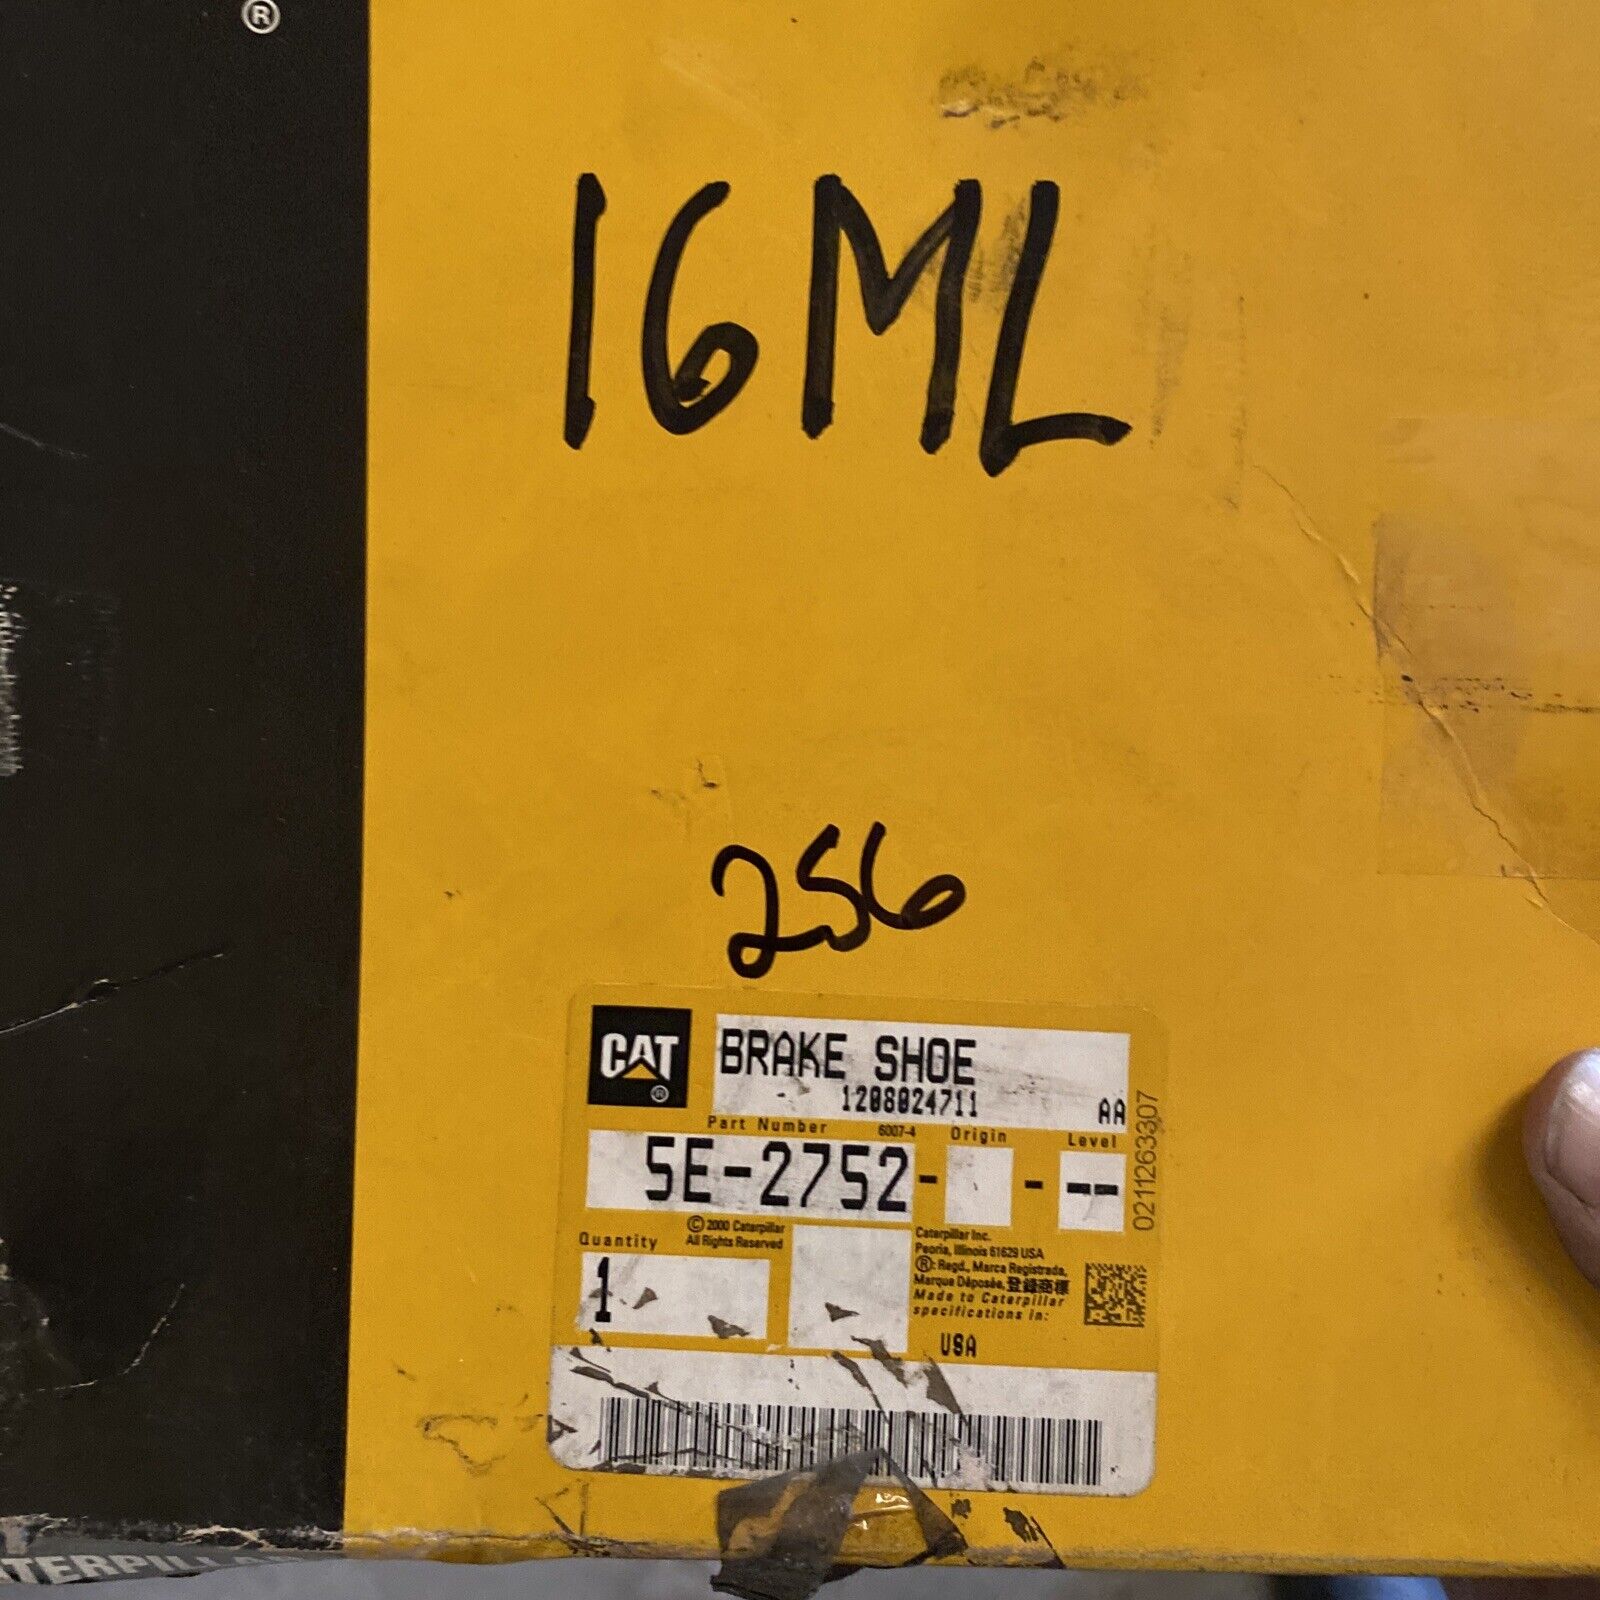 ®
16ML
256
CAT ®
BRAKE SHOE
1208024711 AA
Part Number 6007-4 Origin Level
5E-2752- - --
0211263307
Quantity
© 2000 Caterpillar
All Rights Reserved
1
Caterpillar Inc.
Peoria, Illinois 61629 USA
®: Regd., Marca Registrada,
Marque Déposée, 登録商標
Made to Caterpillar
specifications in:
USA